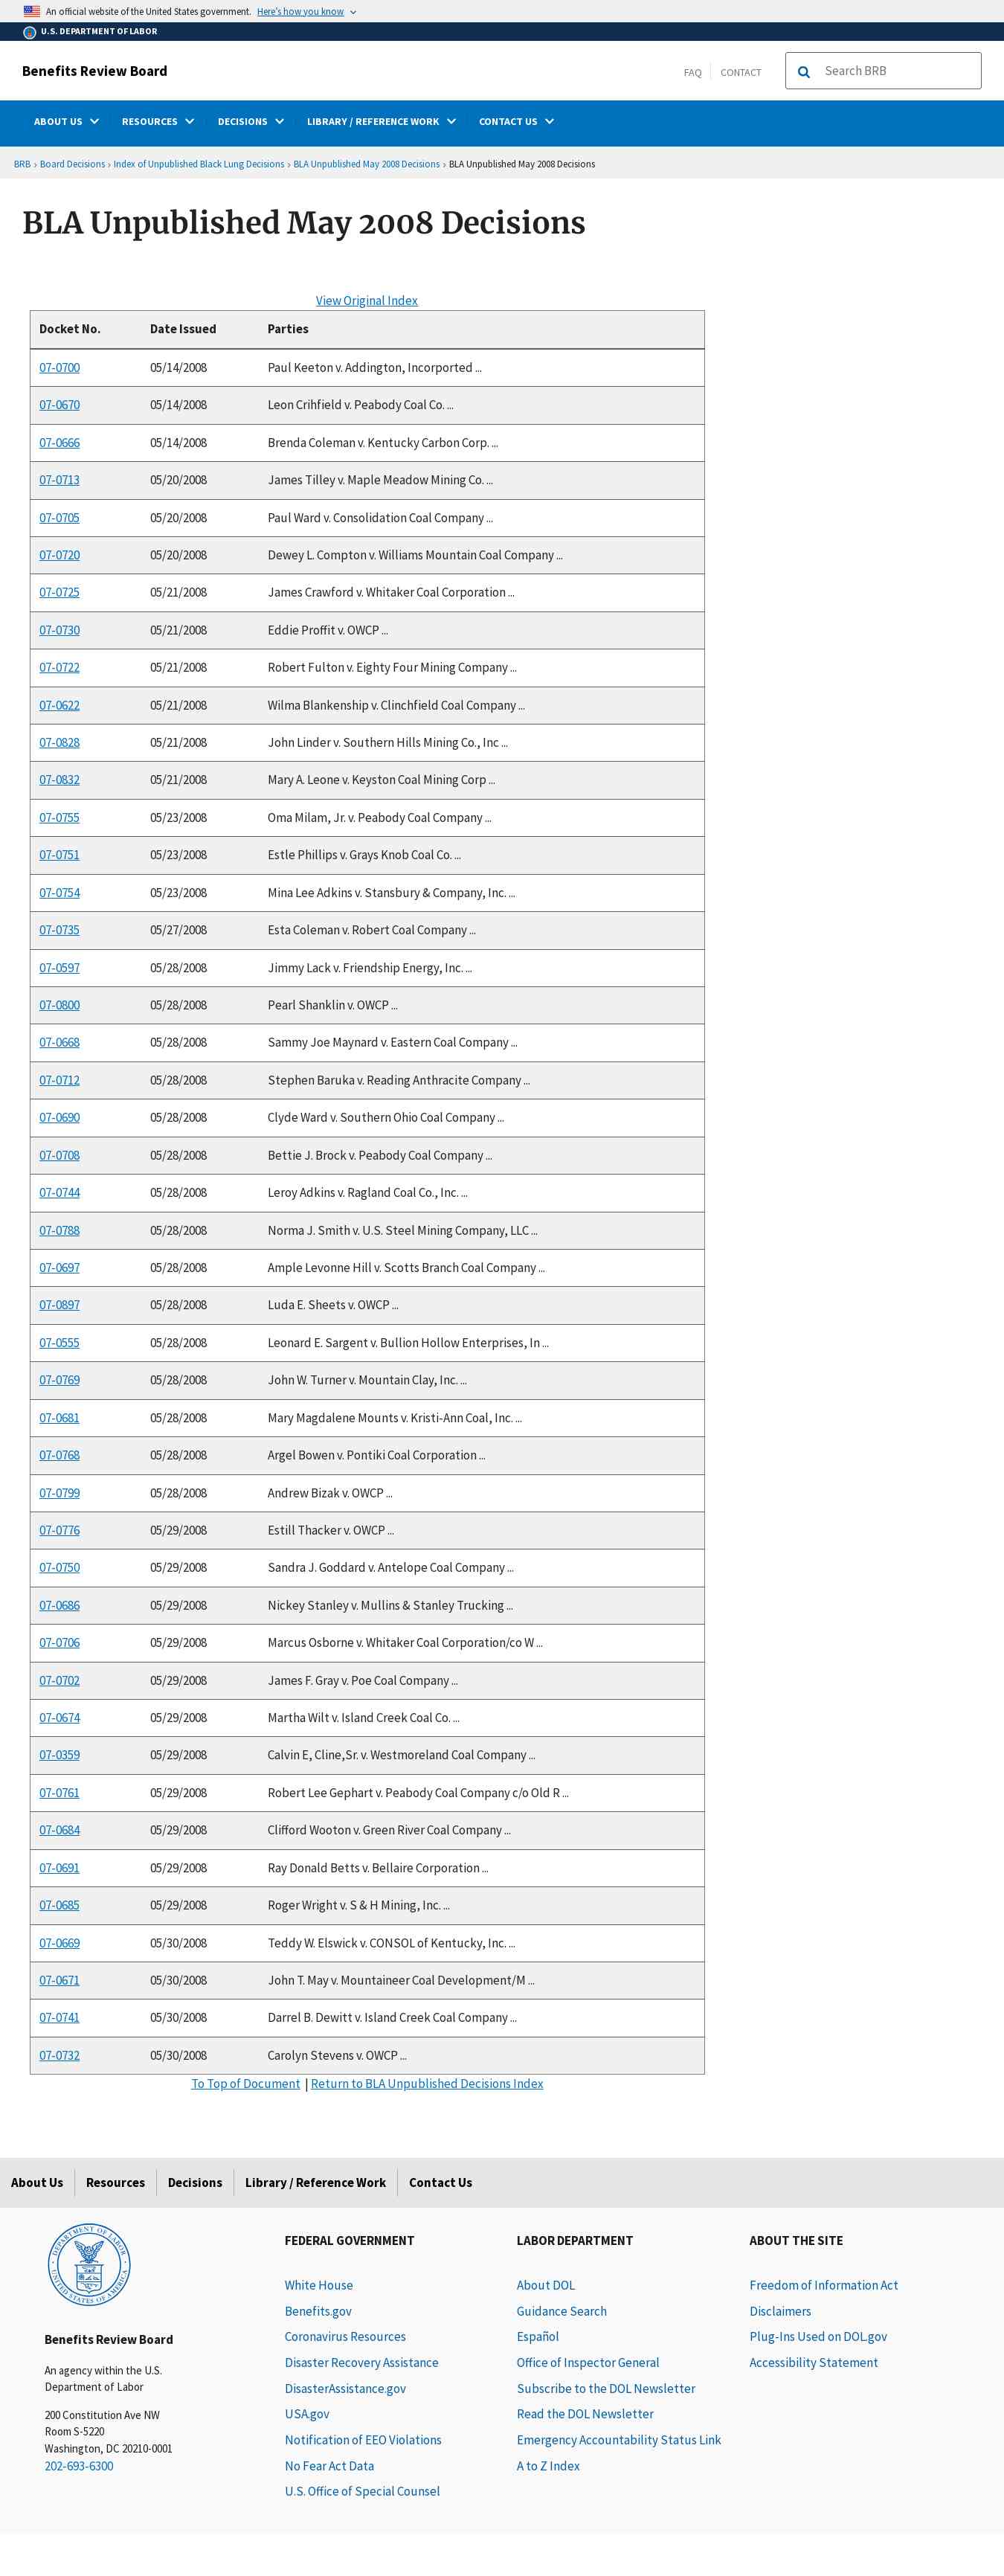 An official website of the United States government. Here's how you know
U.S. DEPARTMENT OF LABOR
Benefits Review Board
FAQ
CONTACT
Search BRB
ABOUT US
RESOURCES
DECISIONS
LIBRARY / REFERENCE WORK
CONTACT US
BRB › Board Decisions › Index of Unpublished Black Lung Decisions › BLA Unpublished May 2008 Decisions › BLA Unpublished May 2008 Decisions
BLA Unpublished May 2008 Decisions
View Original Index
Docket No. Date Issued Parties
07-0700 05/14/2008 Paul Keeton v. Addington, Incorported ...
07-0670 05/14/2008 Leon Crihfield v. Peabody Coal Co. ...
07-0666 05/14/2008 Brenda Coleman v. Kentucky Carbon Corp. ...
07-0713 05/20/2008 James Tilley v. Maple Meadow Mining Co. ...
07-0705 05/20/2008 Paul Ward v. Consolidation Coal Company ...
07-0720 05/20/2008 Dewey L. Compton v. Williams Mountain Coal Company ...
07-0725 05/21/2008 James Crawford v. Whitaker Coal Corporation ...
07-0730 05/21/2008 Eddie Proffit v. OWCP ...
07-0722 05/21/2008 Robert Fulton v. Eighty Four Mining Company ...
07-0622 05/21/2008 Wilma Blankenship v. Clinchfield Coal Company ...
07-0828 05/21/2008 John Linder v. Southern Hills Mining Co., Inc ...
07-0832 05/21/2008 Mary A. Leone v. Keyston Coal Mining Corp ...
07-0755 05/23/2008 Oma Milam, Jr. v. Peabody Coal Company ...
07-0751 05/23/2008 Estle Phillips v. Grays Knob Coal Co. ...
07-0754 05/23/2008 Mina Lee Adkins v. Stansbury & Company, Inc. ...
07-0735 05/27/2008 Esta Coleman v. Robert Coal Company ...
07-0597 05/28/2008 Jimmy Lack v. Friendship Energy, Inc. ...
07-0800 05/28/2008 Pearl Shanklin v. OWCP ...
07-0668 05/28/2008 Sammy Joe Maynard v. Eastern Coal Company ...
07-0712 05/28/2008 Stephen Baruka v. Reading Anthracite Company ...
07-0690 05/28/2008 Clyde Ward v. Southern Ohio Coal Company ...
07-0708 05/28/2008 Bettie J. Brock v. Peabody Coal Company ...
07-0744 05/28/2008 Leroy Adkins v. Ragland Coal Co., Inc. ...
07-0788 05/28/2008 Norma J. Smith v. U.S. Steel Mining Company, LLC ...
07-0697 05/28/2008 Ample Levonne Hill v. Scotts Branch Coal Company ...
07-0897 05/28/2008 Luda E. Sheets v. OWCP ...
07-0555 05/28/2008 Leonard E. Sargent v. Bullion Hollow Enterprises, In ...
07-0769 05/28/2008 John W. Turner v. Mountain Clay, Inc. ...
07-0681 05/28/2008 Mary Magdalene Mounts v. Kristi-Ann Coal, Inc. ...
07-0768 05/28/2008 Argel Bowen v. Pontiki Coal Corporation ...
07-0799 05/28/2008 Andrew Bizak v. OWCP ...
07-0776 05/29/2008 Estill Thacker v. OWCP ...
07-0750 05/29/2008 Sandra J. Goddard v. Antelope Coal Company ...
07-0686 05/29/2008 Nickey Stanley v. Mullins & Stanley Trucking ...
07-0706 05/29/2008 Marcus Osborne v. Whitaker Coal Corporation/co W ...
07-0702 05/29/2008 James F. Gray v. Poe Coal Company ...
07-0674 05/29/2008 Martha Wilt v. Island Creek Coal Co. ...
07-0359 05/29/2008 Calvin E, Cline,Sr. v. Westmoreland Coal Company ...
07-0761 05/29/2008 Robert Lee Gephart v. Peabody Coal Company c/o Old R ...
07-0684 05/29/2008 Clifford Wooton v. Green River Coal Company ...
07-0691 05/29/2008 Ray Donald Betts v. Bellaire Corporation ...
07-0685 05/29/2008 Roger Wright v. S & H Mining, Inc. ...
07-0669 05/30/2008 Teddy W. Elswick v. CONSOL of Kentucky, Inc. ...
07-0671 05/30/2008 John T. May v. Mountaineer Coal Development/M ...
07-0741 05/30/2008 Darrel B. Dewitt v. Island Creek Coal Company ...
07-0732 05/30/2008 Carolyn Stevens v. OWCP ...
To Top of Document | Return to BLA Unpublished Decisions Index
About Us
Resources
Decisions
Library / Reference Work
Contact Us
DEPARTMENT OF LABOR
UNITED STATES OF AMERICA
Benefits Review Board
An agency within the U.S.
Department of Labor
200 Constitution Ave NW
Room S-5220
Washington, DC 20210-0001
202-693-6300
FEDERAL GOVERNMENT
White House
Benefits.gov
Coronavirus Resources
Disaster Recovery Assistance
DisasterAssistance.gov
USA.gov
Notification of EEO Violations
No Fear Act Data
U.S. Office of Special Counsel
LABOR DEPARTMENT
About DOL
Guidance Search
Español
Office of Inspector General
Subscribe to the DOL Newsletter
Read the DOL Newsletter
Emergency Accountability Status Link
A to Z Index
ABOUT THE SITE
Freedom of Information Act
Disclaimers
Plug-Ins Used on DOL.gov
Accessibility Statement